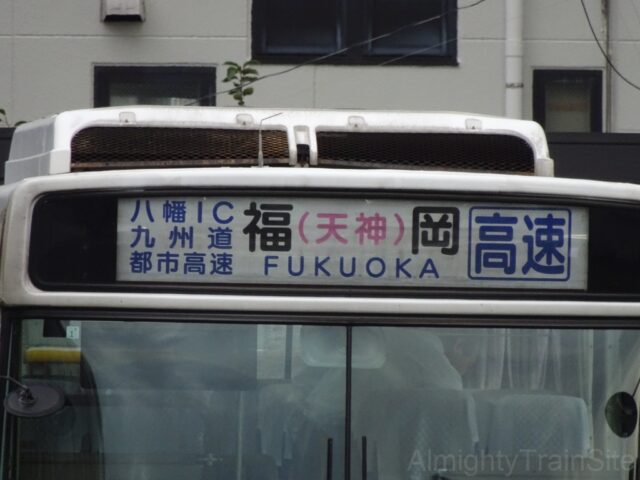 八幡IC
九州道
都市高速
福(天神)岡
FUKUOKA
高速
AlmightyTrainSite